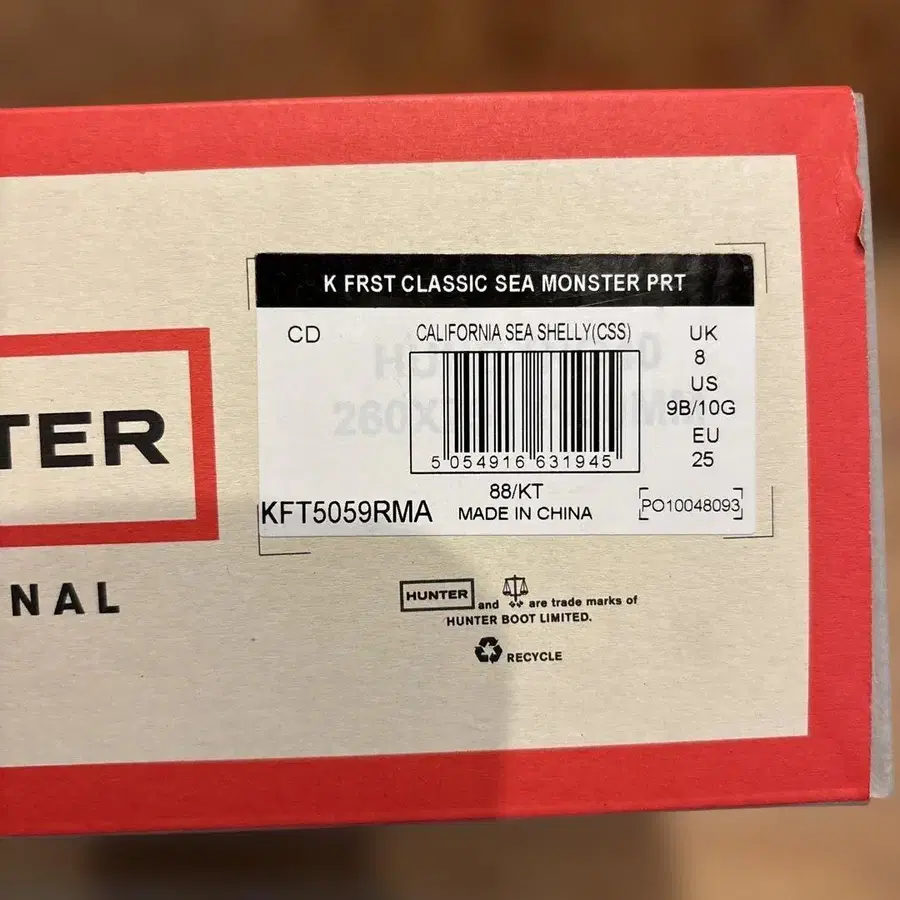 TER
NAL
K FRST CLASSIC SEA MONSTER PRT
CD
CALIFORNIA SEA SHELLY(CSS)
UK
8
US
9B/10G
EU
25
5 054916 631945
88/KT
KFT5059RMA
MADE IN CHINA
PO10048093
HUNTER and are trade marks of
HUNTER BOOT LIMITED.
RECYCLE